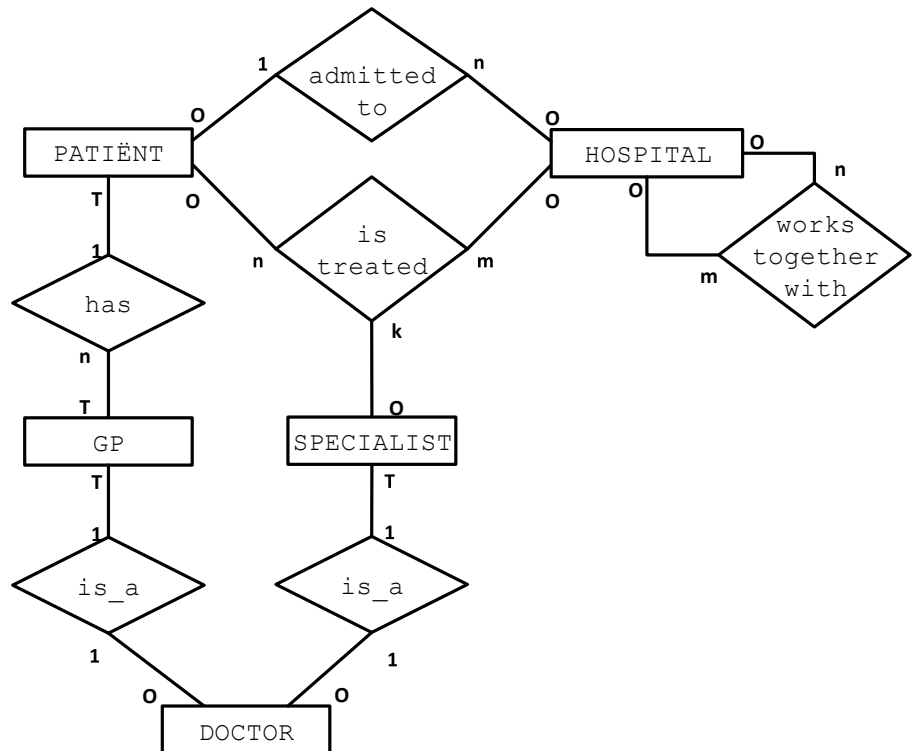 1
n
admitted
to
O
O
PATIËNT
HOSPITAL
O
T
O
O
O
n
works
together
with
m
is
treated
n
m
1
has
n
k
T
O
GP
SPECIALIST
T
T
1
1
is_a
is_a
1
1
O
O
DOCTOR